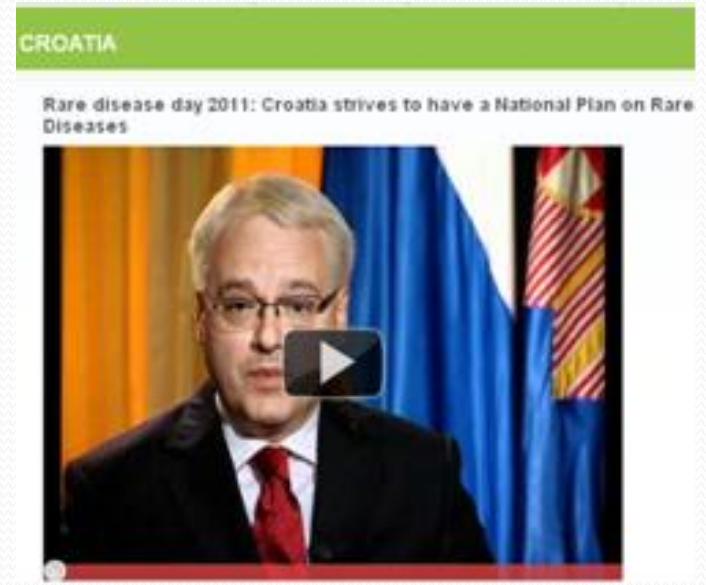 CROATIA
Rare disease day 2011: Croatia strives to have a National Plan on Rare
Diseases